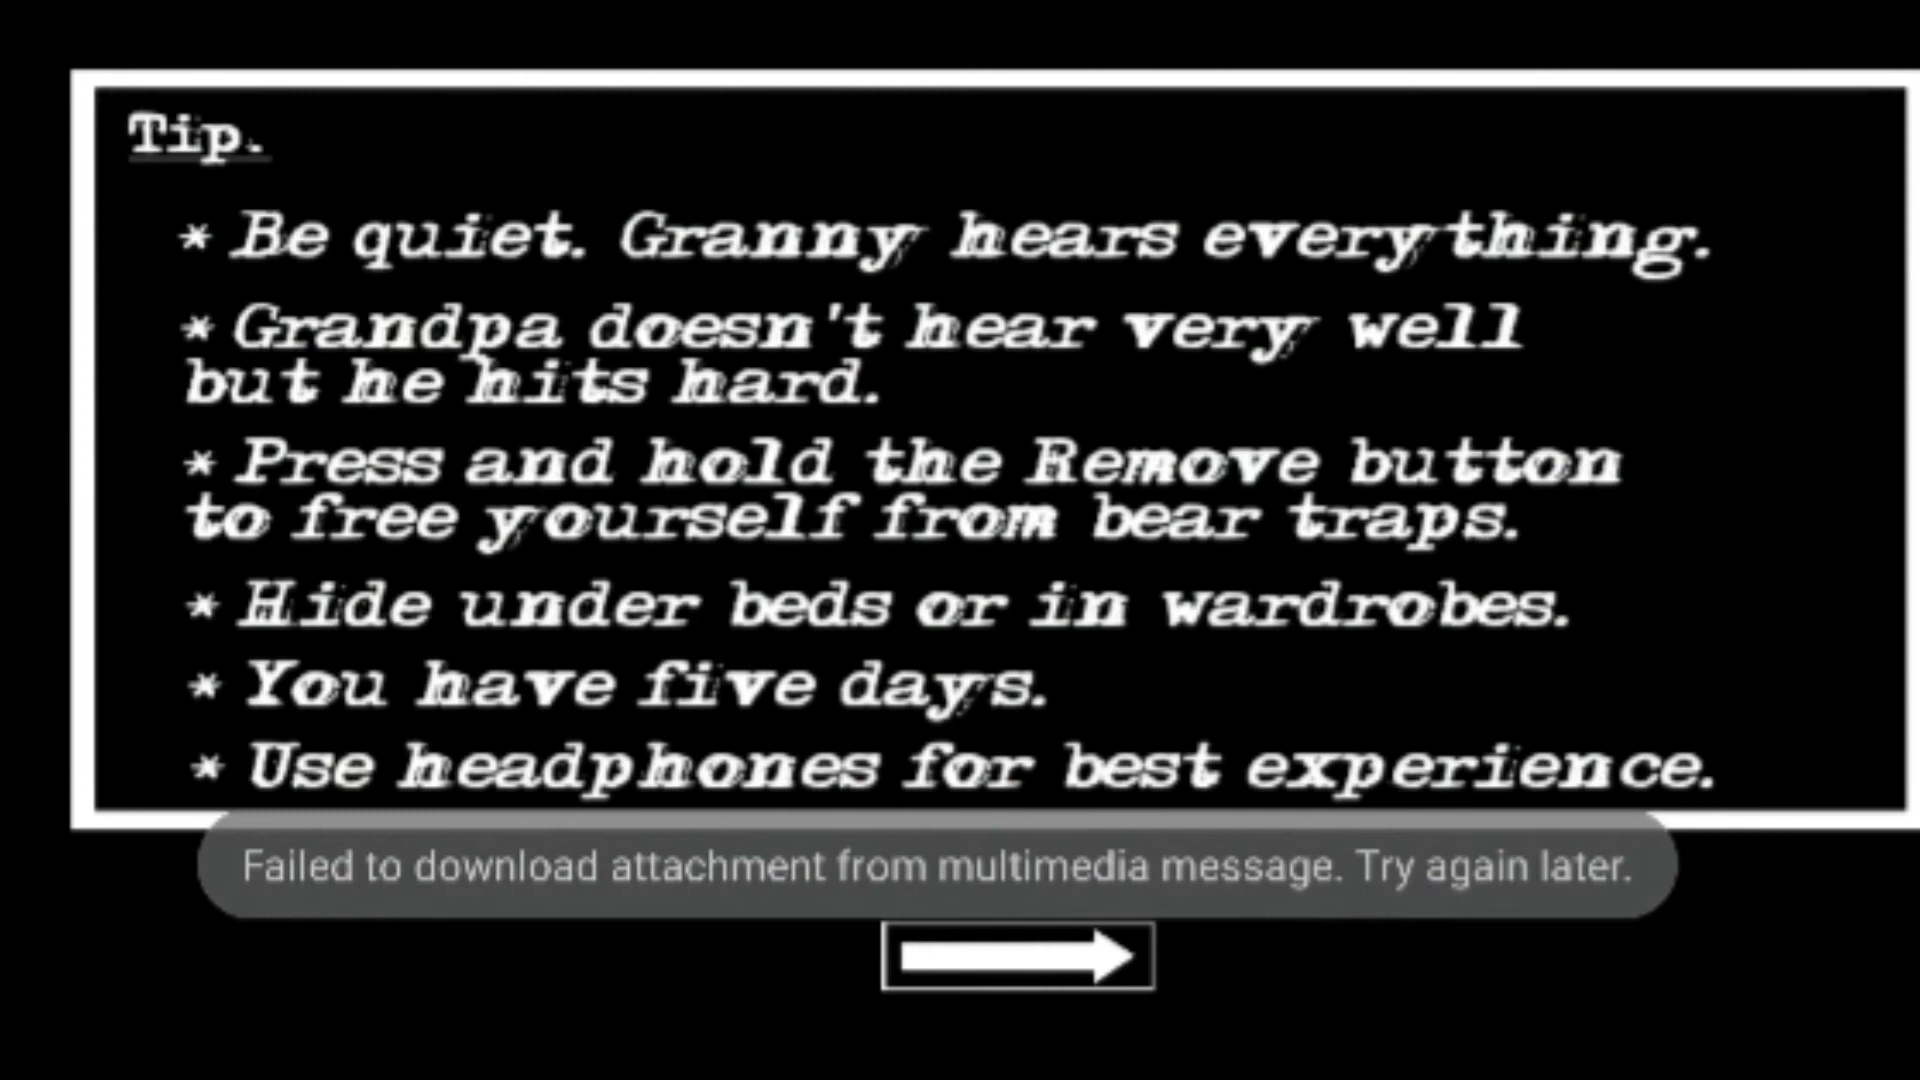 Tip.
* Be quiet. Granny hears everything.
* Grandpa doesn't hear very well
but he hits hard.
* Press and hold the Remove button
to free yourself from bear traps.
* Hide under beds or in wardrobes.
* You have five days.
* Use headphones for best experience.
Failed to download attachment from multimedia message. Try again later.